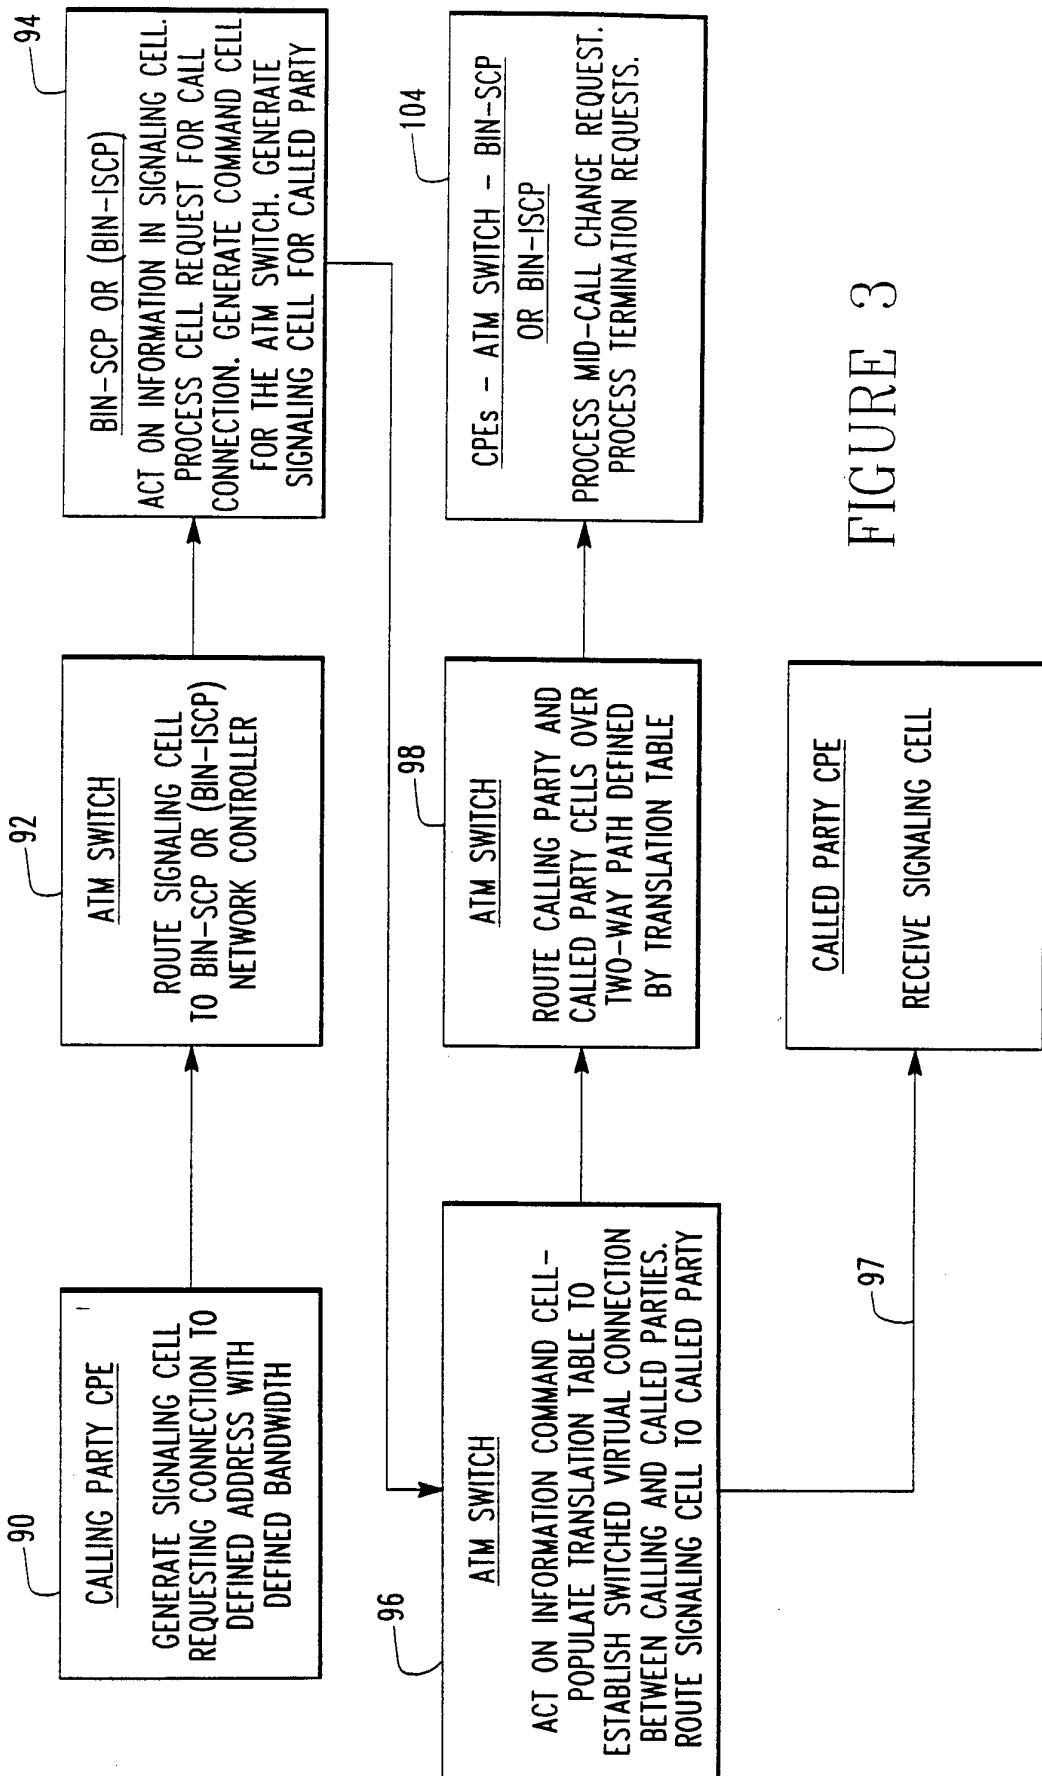 90
CALLING PARTY CPE
GENERATE SIGNALING CELL
REQUESTING CONNECTION TO
DEFINED ADDRESS WITH
DEFINED BANDWIDTH
92
ATM SWITCH
ROUTE SIGNALING CELL
TO BIN-SCP OR (BIN-ISCP)
NETWORK CONTROLLER
94
BIN-SCP OR (BIN-ISCP)
ACT ON INFORMATION IN SIGNALING CELL.
PROCESS CELL REQUEST FOR CALL
CONNECTION. GENERATE COMMAND CELL
FOR THE ATM SWITCH. GENERATE
SIGNALING CELL FOR CALLED PARTY
96
ATM SWITCH
ACT ON INFORMATION COMMAND CELL-
POPULATE TRANSLATION TABLE TO
ESTABLISH SWITCHED VIRTUAL CONNECTION
BETWEEN CALLING AND CALLED PARTIES.
ROUTE SIGNALING CELL TO CALLED PARTY
98
ATM SWITCH
ROUTE CALLING PARTY AND
CALLED PARTY CELLS OVER
TWO-WAY PATH DEFINED
BY TRANSLATION TABLE
104
CPEs - ATM SWITCH - BIN-SCP
OR BIN-ISCP
PROCESS MID-CALL CHANGE REQUEST.
PROCESS TERMINATION REQUESTS.
97
CALLED PARTY CPE
RECEIVE SIGNALING CELL
FIGURE 3